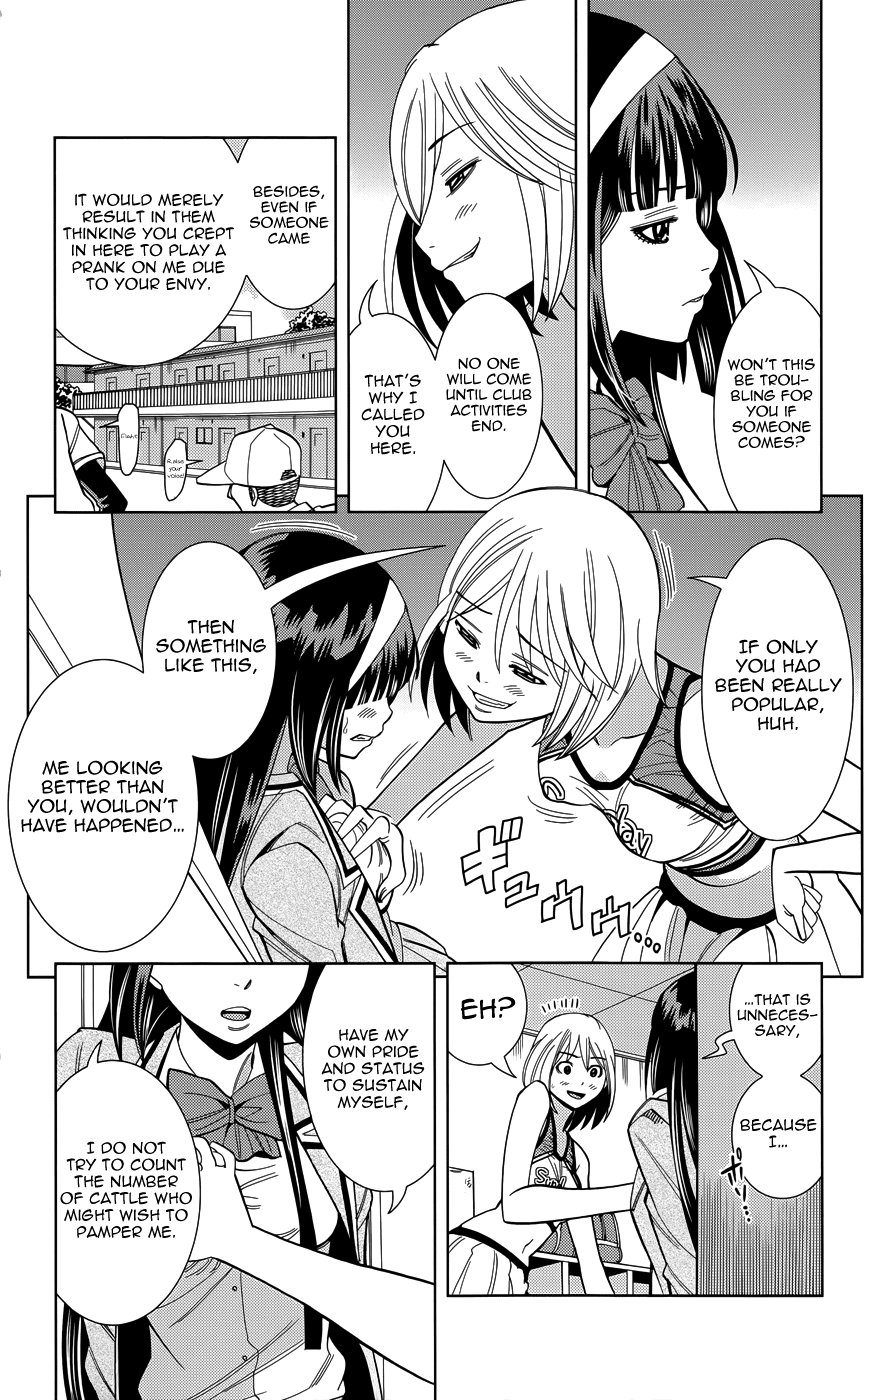 WON'T THIS
BE TROU-
BLING FOR
YOU IF
SOMEONE
COMES?
NO ONE
WILL COME
UNTIL CLUB
ACTIVITIES
END.
THAT'S
WHY I
CALLED
YOU
HERE.
BESIDES,
EVEN IF
SOMEONE
CAME
IT WOULD MERELY
RESULT IN THEM
THINKING YOU CREPT
IN HERE TO PLAY A
PRANK ON ME DUE
TO YOUR ENVY.
Raise
your
voice!
IF ONLY
YOU HAD
BEEN REALLY
POPULAR,
HUH.
THEN
SOMETHING
LIKE THIS,
ME LOOKING
BETTER THAN
YOU, WOULDN'T
HAVE HAPPENED...
ギュウウウ...
...THAT IS
UNNECES-
SARY,
BECAUSE
I...
ボソ...
EH?
HAVE MY
OWN PRIDE
AND STATUS
TO SUSTAIN
MYSELF,
I DO NOT
TRY TO COUNT
THE NUMBER
OF CATTLE WHO
MIGHT WISH TO
PAMPER ME.